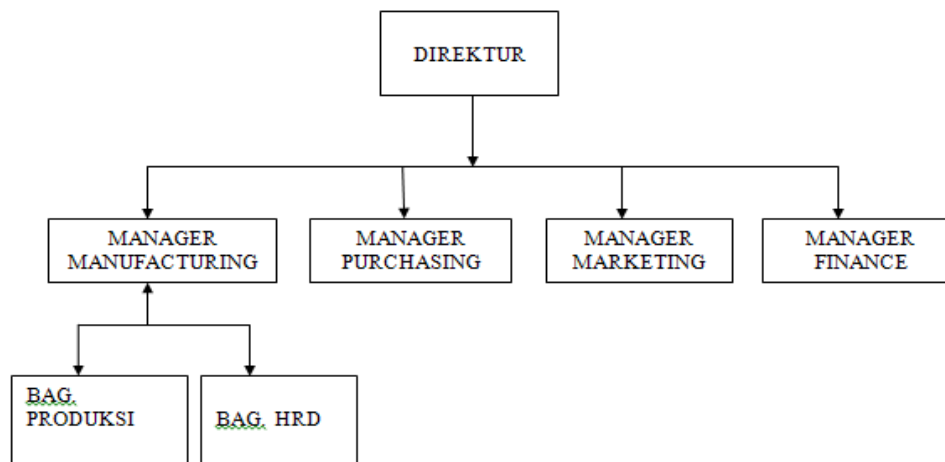 DIREKTUR
MANAGER
MANUFACTURING
MANAGER
PURCHASING
MANAGER
MARKETING
MANAGER
FINANCE
BAG.
PRODUKSI
BAG. HRD